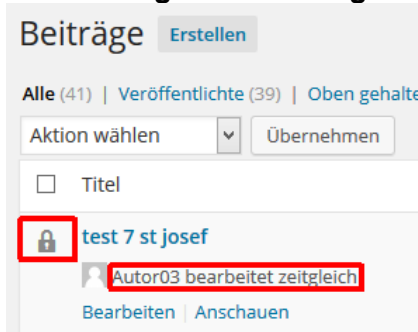 Beiträge Erstellen
Alle (41) | Veröffentlichte (39) | Oben gehalte
Aktion wählen Übernehmen
Titel
test 7 st josef
Autor03 bearbeitet zeitgleich
Bearbeiten | Anschauen